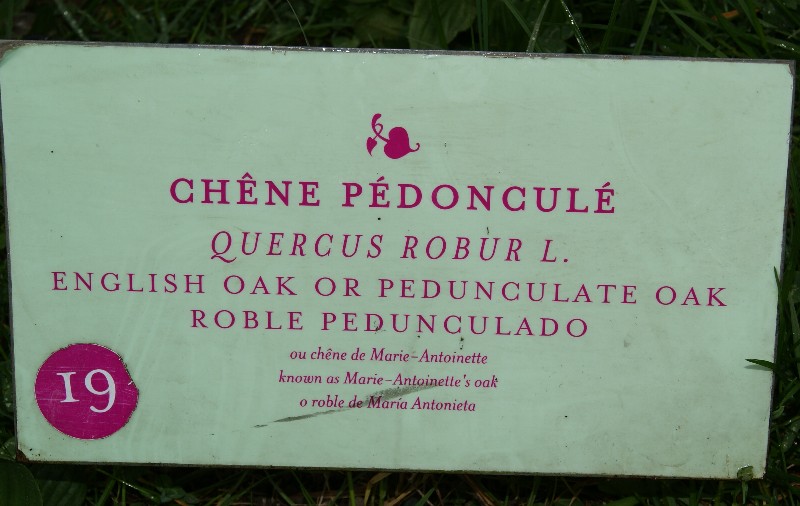 CHÊNE PÉDONCULÉ
QUERCUS ROBUR L.
ENGLISH OAK OR PEDUNCULATE OAK
ROBLE PEDUNCULADO
ou chêne de Marie-Antoinette
known as Marie-Antoinette's oak
o roble de María Antonieta
19